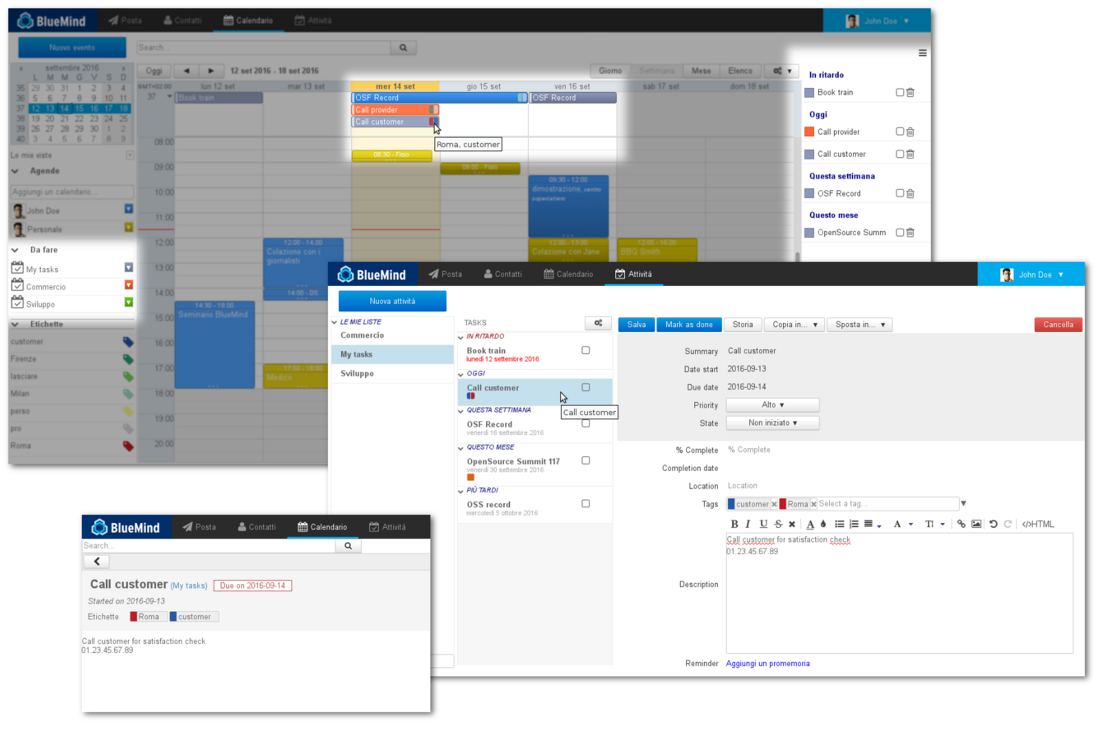 BlueMind Posta Contatti Calendario Attività John Doe ▼
Nuovo evento Search...
settembre 2016
L M M G V S D
35 29 30 31 1 2 3 4
36 5 6 7 8 9 10 11
37 12 13 14 15 16 17 18
38 19 20 21 22 23 24 25
39 26 27 28 29 30 1 2
40 3 4 5 6 7 8 9
Oggi ◄ ► 12 set 2016 - 18 set 2016 Giorno Settimana Mese Elenco
GMT+02:00 lun 12 set mar 13 set mer 14 set gio 15 set ven 16 set sab 17 set dom 18 set
37 Book train OSF Record OSF Record
Call provider
Call customer
Roma, customer
08:00
08:30 - Fisio
09:00
09:00 - Fisio
09:30 - 12:00
dimostrazione, centro
copiestatieni
10:00
11:00
12:00
12:00 - 14:00
Colazione con i
giornalisti
12:00 - 18:00
Colazione con Jane
12:00 - 14:00
BBQ Smith
13:00
14:00
14:00 - DS
14:30 - 18:00
Seminario BlueMind
15:00
16:00
17:00
17:00 - 18:00
Medico
18:00
19:00
20:00
Le mie viste
Agende
Aggiungi un calendario...
John Doe
Personale
Da fare
My tasks
Commercio
Sviluppo
Etichette
customer
Firenze
lasciare
Milan
perso
pro
Roma
In ritardo
Book train
Oggi
Call provider
Call customer
Questa settimana
OSF Record
Questo mese
OpenSource Summ
BlueMind Posta Contatti Calendario Attività John Doe ▼
Nuova attività
LE MIE LISTE
Commercio
My tasks
Sviluppo
TASKS
IN RITARDO
Book train
lunedì 12 settembre 2016
OGGI
Call customer
Call customer
QUESTA SETTIMANA
OSF Record
venerdì 16 settembre 2016
QUESTO MESE
OpenSource Summit 117
venerdì 30 settembre 2016
PIÙ TARDI
OSS record
mercoledì 5 ottobre 2016
Salva Mark as done Storia Copia in... ▼ Sposta in... ▼ Cancella
Summary Call customer
Date start 2016-09-13
Due date 2016-09-14
Priority Alto ▼
State Non iniziato ▼
% Complete % Complete
Completion date
Location Location
Tags customer x Roma x Select a tag...
B I U S x A A TI </>HTML
Description
Call customer for satisfaction check
01.23.45.67.89
Reminder Aggiungi un promemoria
BlueMind Posta Contatti Calendario Attività
Search...
Call customer (My tasks) Due on 2016-09-14
Started on 2016-09-13
Etichette Roma customer
Call customer for satisfaction check
01.23.45.67.89